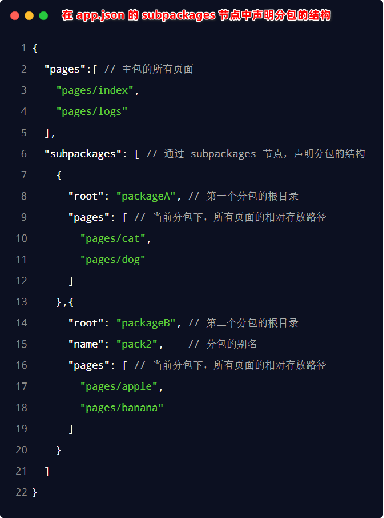 在 app.json 的 subpackages 节点中声明分包的结构
1 {
2 "pages":[ // 主包的所有页面
3 "pages/index",
4 "pages/logs"
5 ],
6 "subpackages": [ // 通过 subpackages 节点，声明分包的结构
7 {
8 "root": "packageA", // 第一个分包的根目录
9 "pages": [ // 当前分包下，所有页面的相对存放路径
10 "pages/cat",
11 "pages/dog"
12 ]
13 },{
14 "root": "packageB", // 第二个分包的根目录
15 "name": "pack2", // 分包的别名
16 "pages": [ // 当前分包下，所有页面的相对存放路径
17 "pages/apple",
18 "pages/banana"
19 ]
20 }
21 ]
22 }